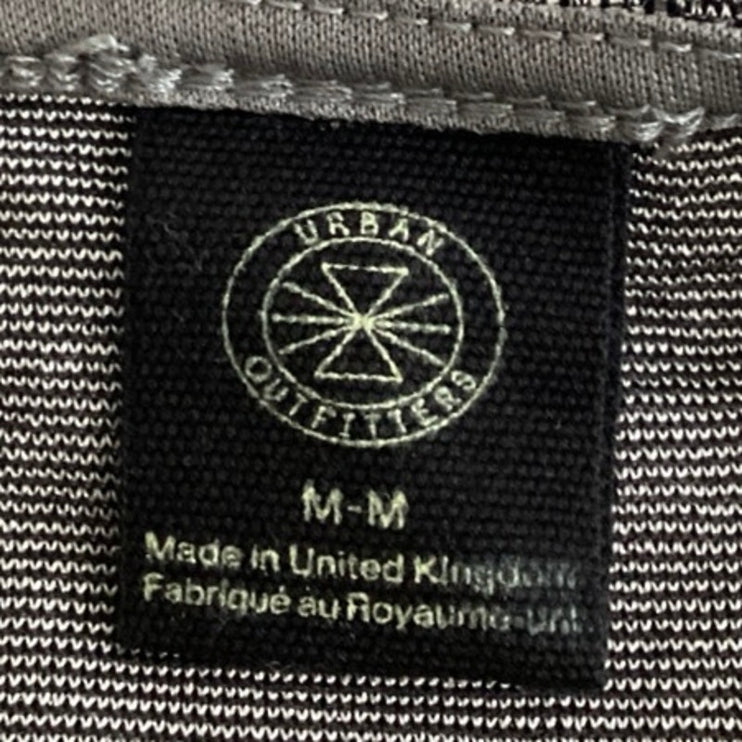 URBAN
OUTFITTERS
M-M
Made in United Kingdom
Fabriqué au Royaume-uni